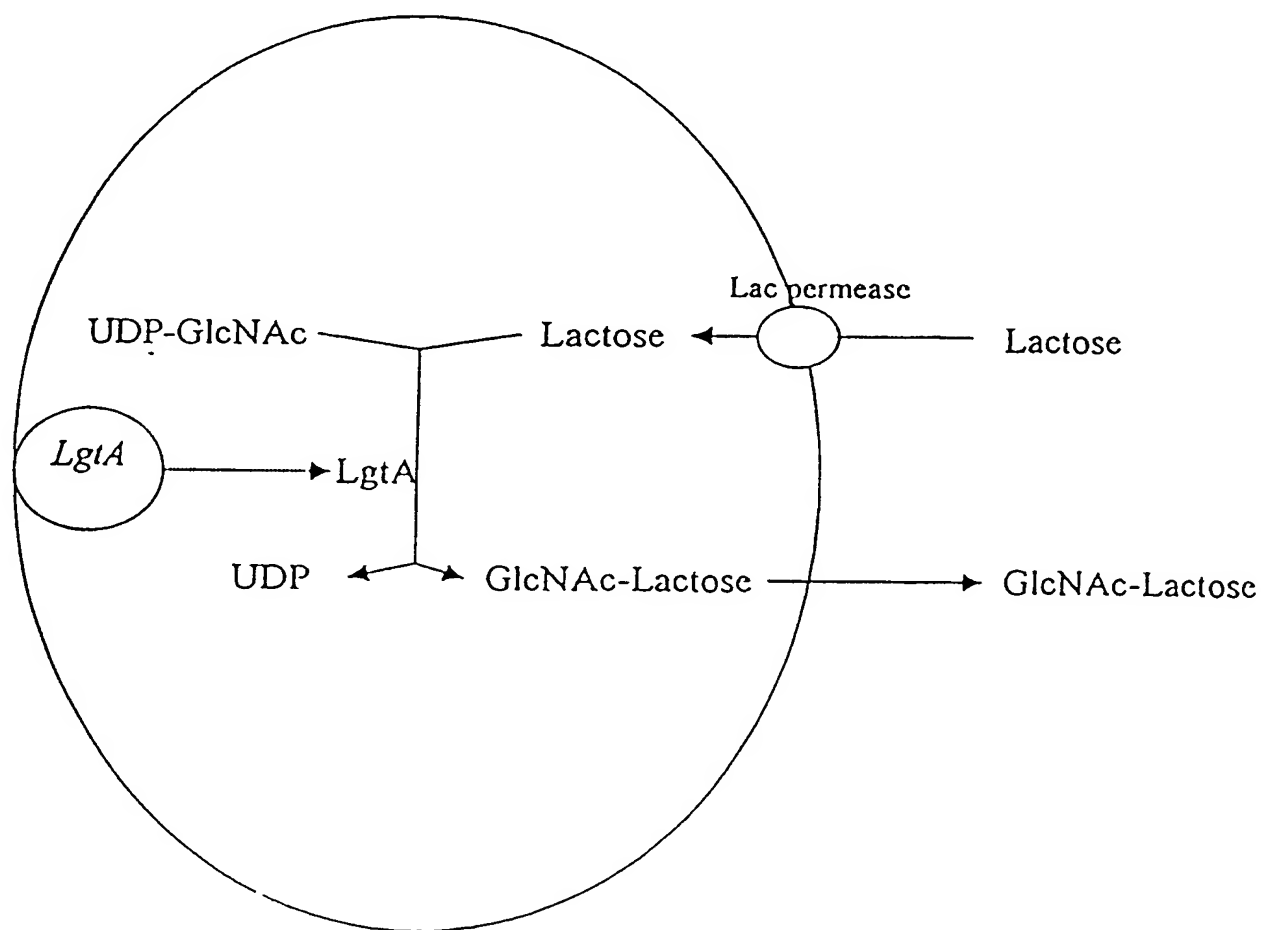 Lac permease
UDP-GlcNAc
Lactose
Lactose
LgtA
LgtA
UDP
GlcNAc-Lactose
GlcNAc-Lactose